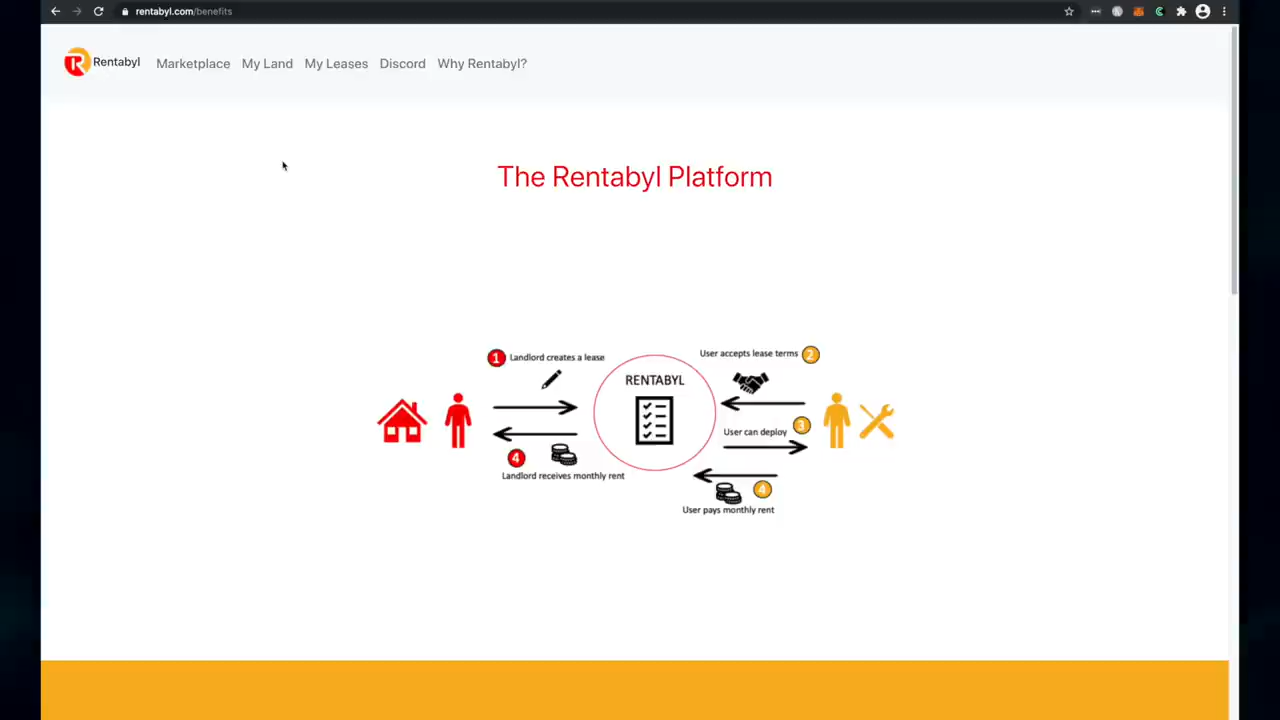 rentabyl.com/benefits
Rentabyl
Marketplace
My Land
My Leases
Discord
Why Rentabyl?
The Rentabyl Platform
1 Landlord creates a lease
User accepts lease terms 2
RENTABYL
User can deploy 3
4
Landlord receives monthly rent
4
User pays monthly rent